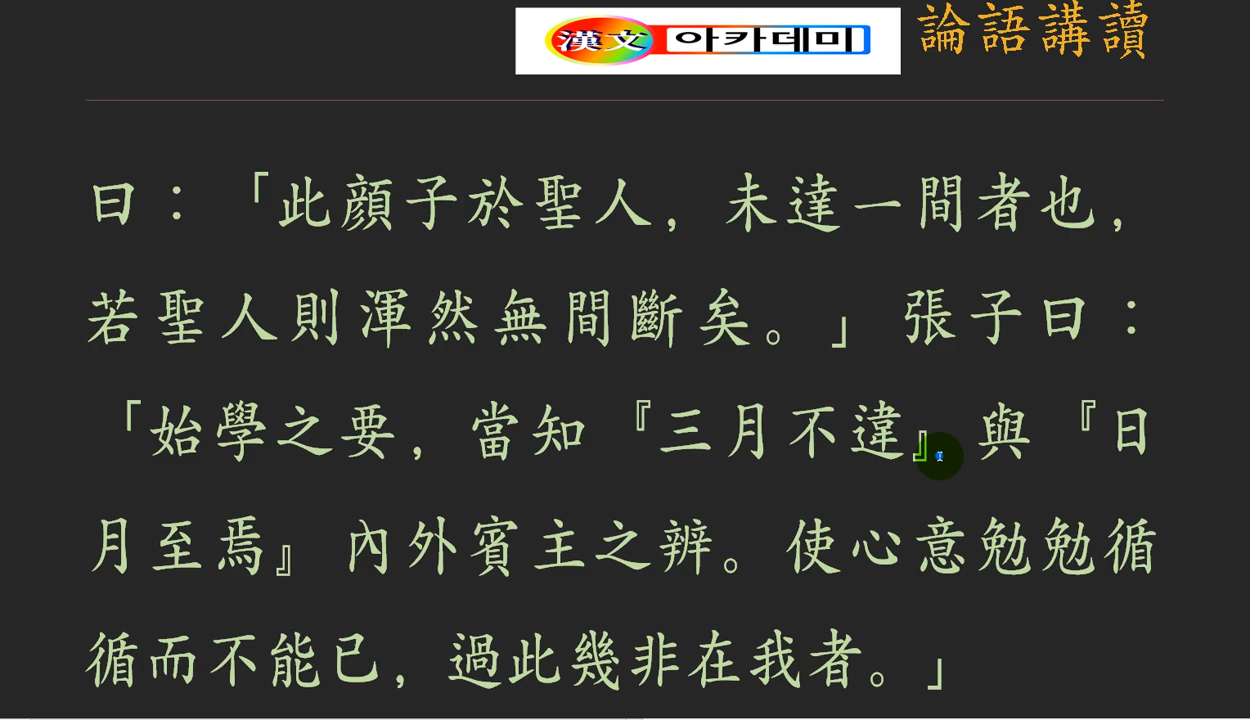 漢文 아카데미 論語講讀
曰：「此顔子於聖人，未達一間者也，
若聖人則渾然無間斷矣。」 張子曰：
「始學之要，當知『三月不違』與『日
月至焉』內外賓主之辨。使心意勉勉循
循而不能已，過此幾非在我者。」